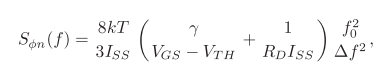 $S_{\phi n}(f) = \frac{8kT}{3I_{SS}} \left( \frac{\gamma}{V_{GS} - V_{TH}} + \frac{1}{R_D I_{SS}} \right) \frac{f_0^2}{\Delta f^2},$